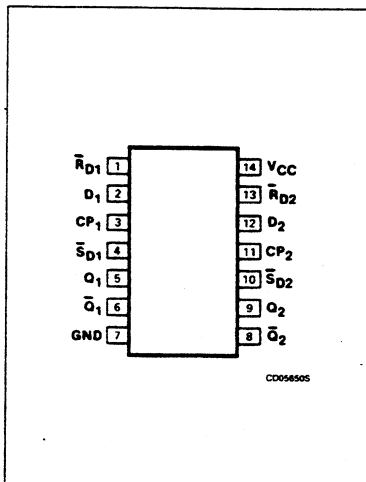 R̄D1 1 14 VCC
D1 2 13 R̄D2
CP1 3 12 D2
S̄D1 4 11 CP2
Q1 5 10 S̄D2
Q̄1 6 9 Q2
GND 7 8 Q̄2
CD05650S